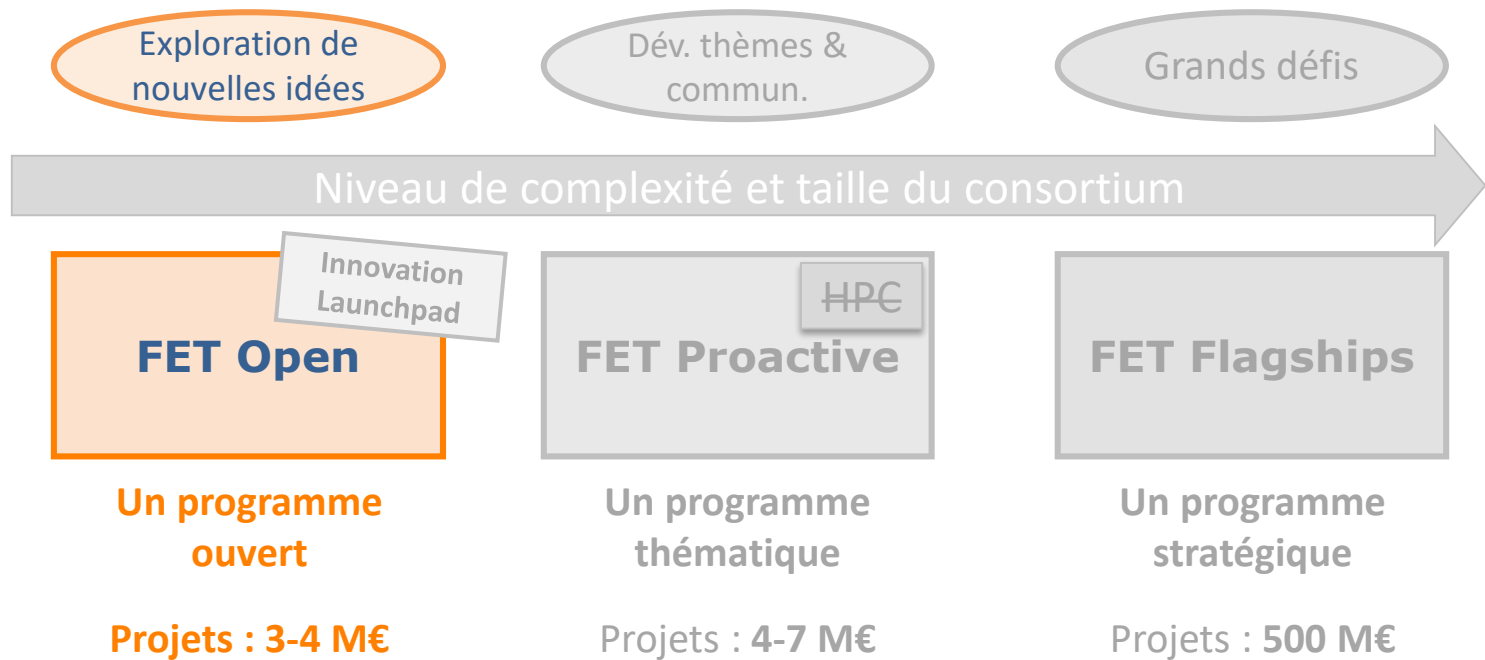 Exploration de
nouvelles idées
Dév. thèmes &
commun.
Grands défis
Niveau de complexité et taille du consortium
Innovation
Launchpad
FET Open
HPC
FET Proactive
FET Flagships
Un programme
ouvert
Un programme
thématique
Un programme
stratégique
Projets : 3-4 M€
Projets : 4-7 M€
Projets : 500 M€